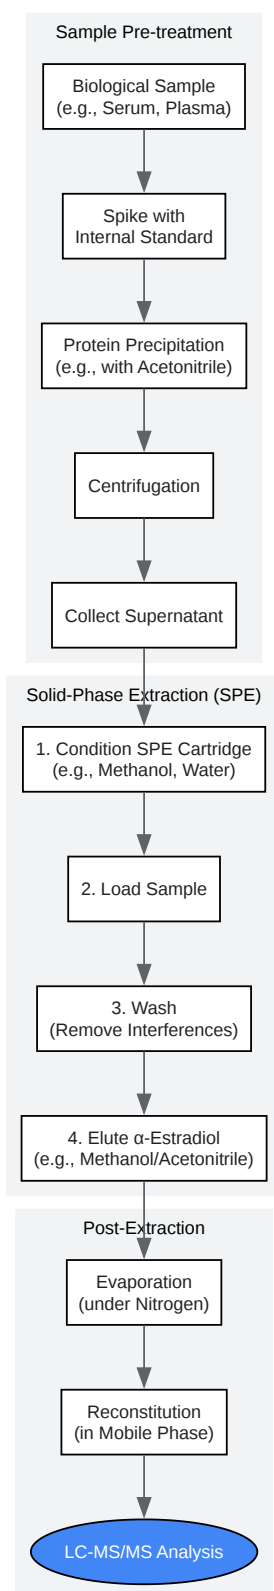 Sample Pre-treatment
Biological Sample
(e.g., Serum, Plasma)
Spike with
Internal Standard
Protein Precipitation
(e.g., with Acetonitrile)
Centrifugation
Collect Supernatant
Solid-Phase Extraction (SPE)
1. Condition SPE Cartridge
(e.g., Methanol, Water)
2. Load Sample
3. Wash
(Remove Interferences)
4. Elute α-Estradiol
(e.g., Methanol/Acetonitrile)
Post-Extraction
Evaporation
(under Nitrogen)
Reconstitution
(in Mobile Phase)
LC-MS/MS Analysis